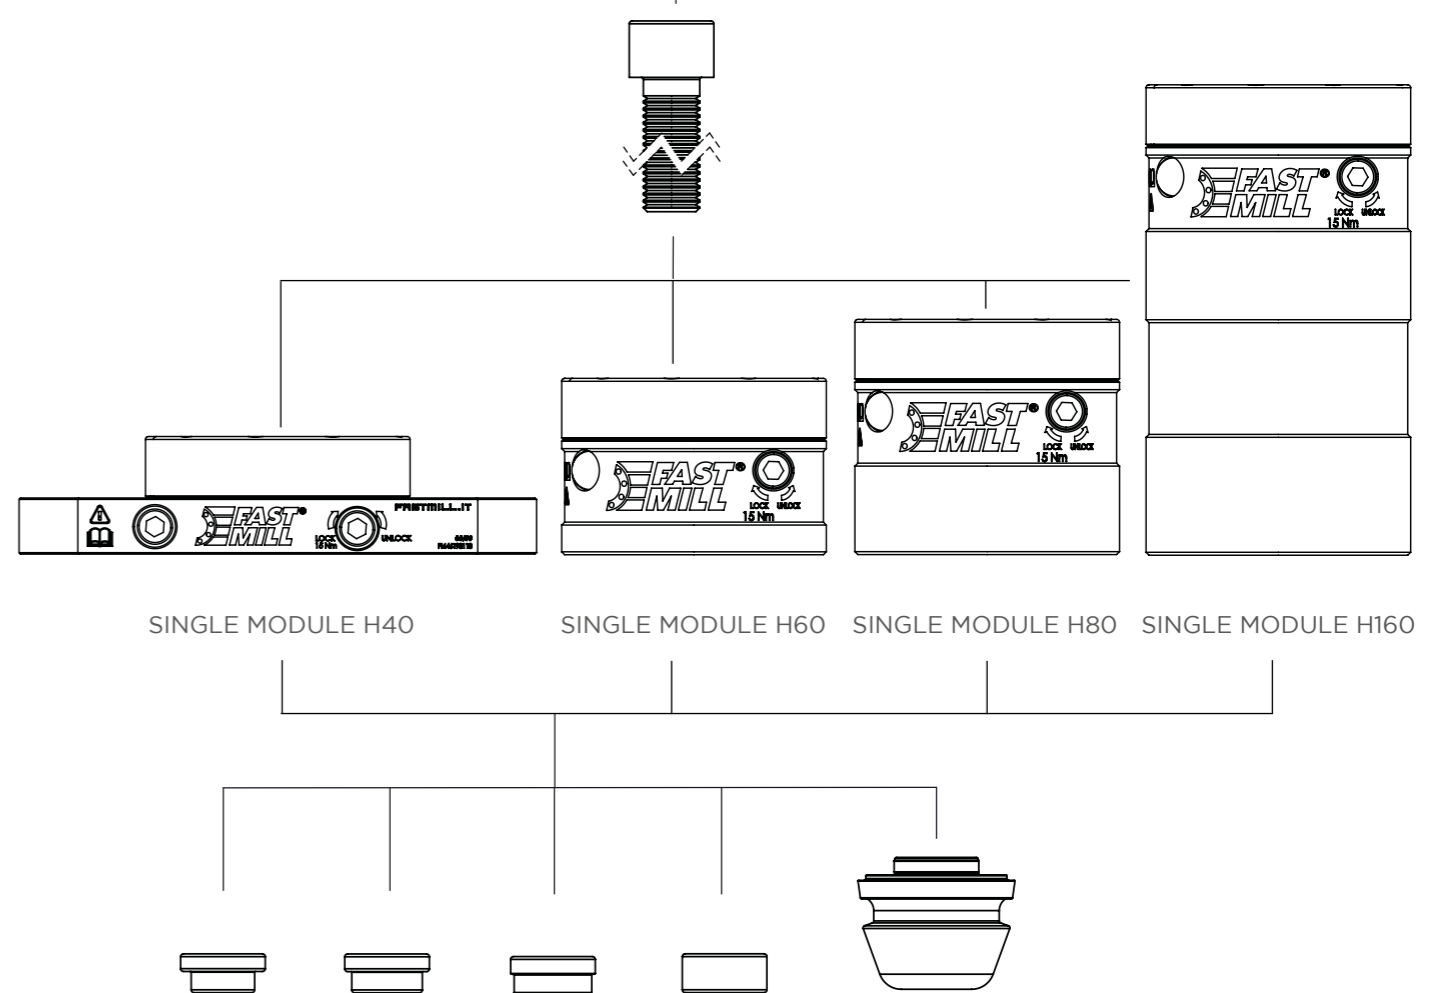 FAST®
MILL
LOCK UNLOCK
15 Nm
FAST®
MILL
LOCK UNLOCK
15 Nm
FAST®
MILL
LOCK UNLOCK
15 Nm
FASTMILL.IT
FAST®
MILL
LOCK
15 Nm
UNLOCK
SINGLE MODULE H40
SINGLE MODULE H60
SINGLE MODULE H80
SINGLE MODULE H160